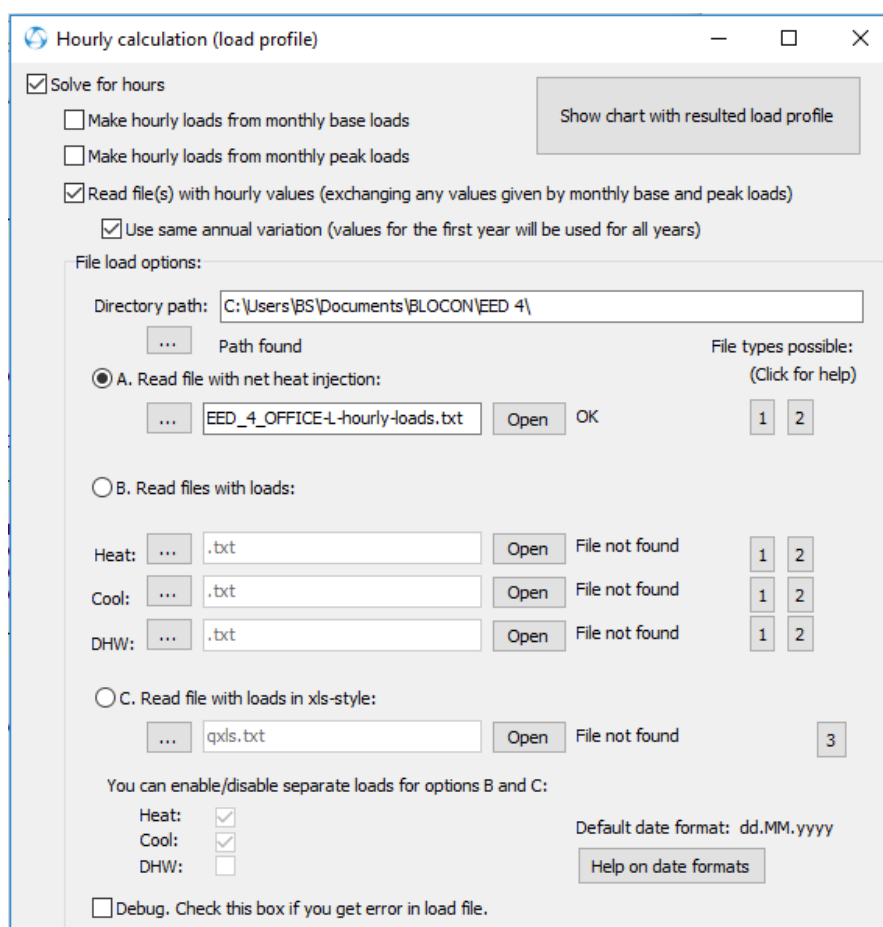 Hourly calculation (load profile)
Solve for hours
Show chart with resulted load profile
Make hourly loads from monthly base loads
Make hourly loads from monthly peak loads
Read file(s) with hourly values (exchanging any values given by monthly base and peak loads)
Use same annual variation (values for the first year will be used for all years)
File load options:
Directory path: C:\Users\BS\Documents\BLOCON\EED 4\
... Path found File types possible:
A. Read file with net heat injection: (Click for help)
... EED_4_OFFICE-L-hourly-loads.txt Open OK 1 2
B. Read files with loads:
Heat: ... .txt Open File not found 1 2
Cool: ... .txt Open File not found 1 2
DHW: ... .txt Open File not found 1 2
C. Read file with loads in xls-style:
... qxls.txt Open File not found 3
You can enable/disable separate loads for options B and C:
Heat:
Default date format: dd.MM.yyyy
Cool:
DHW: Help on date formats
Debug. Check this box if you get error in load file.